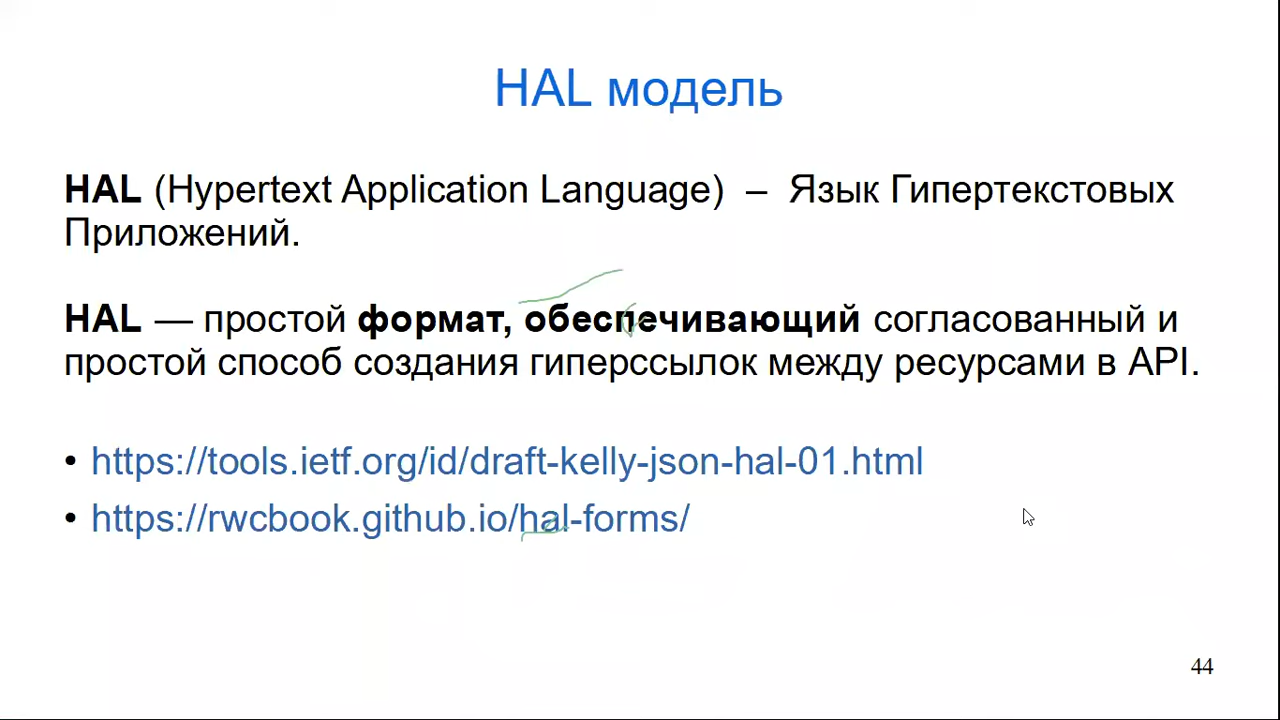 HAL модель
HAL (Hypertext Application Language) – Язык Гипертекстовых
Приложений.
HAL — простой формат, обеспечивающий согласованный и
простой способ создания гиперссылок между ресурсами в API.
• https://tools.ietf.org/id/draft-kelly-json-hal-01.html
• https://rwcbook.github.io/hal-forms/
44